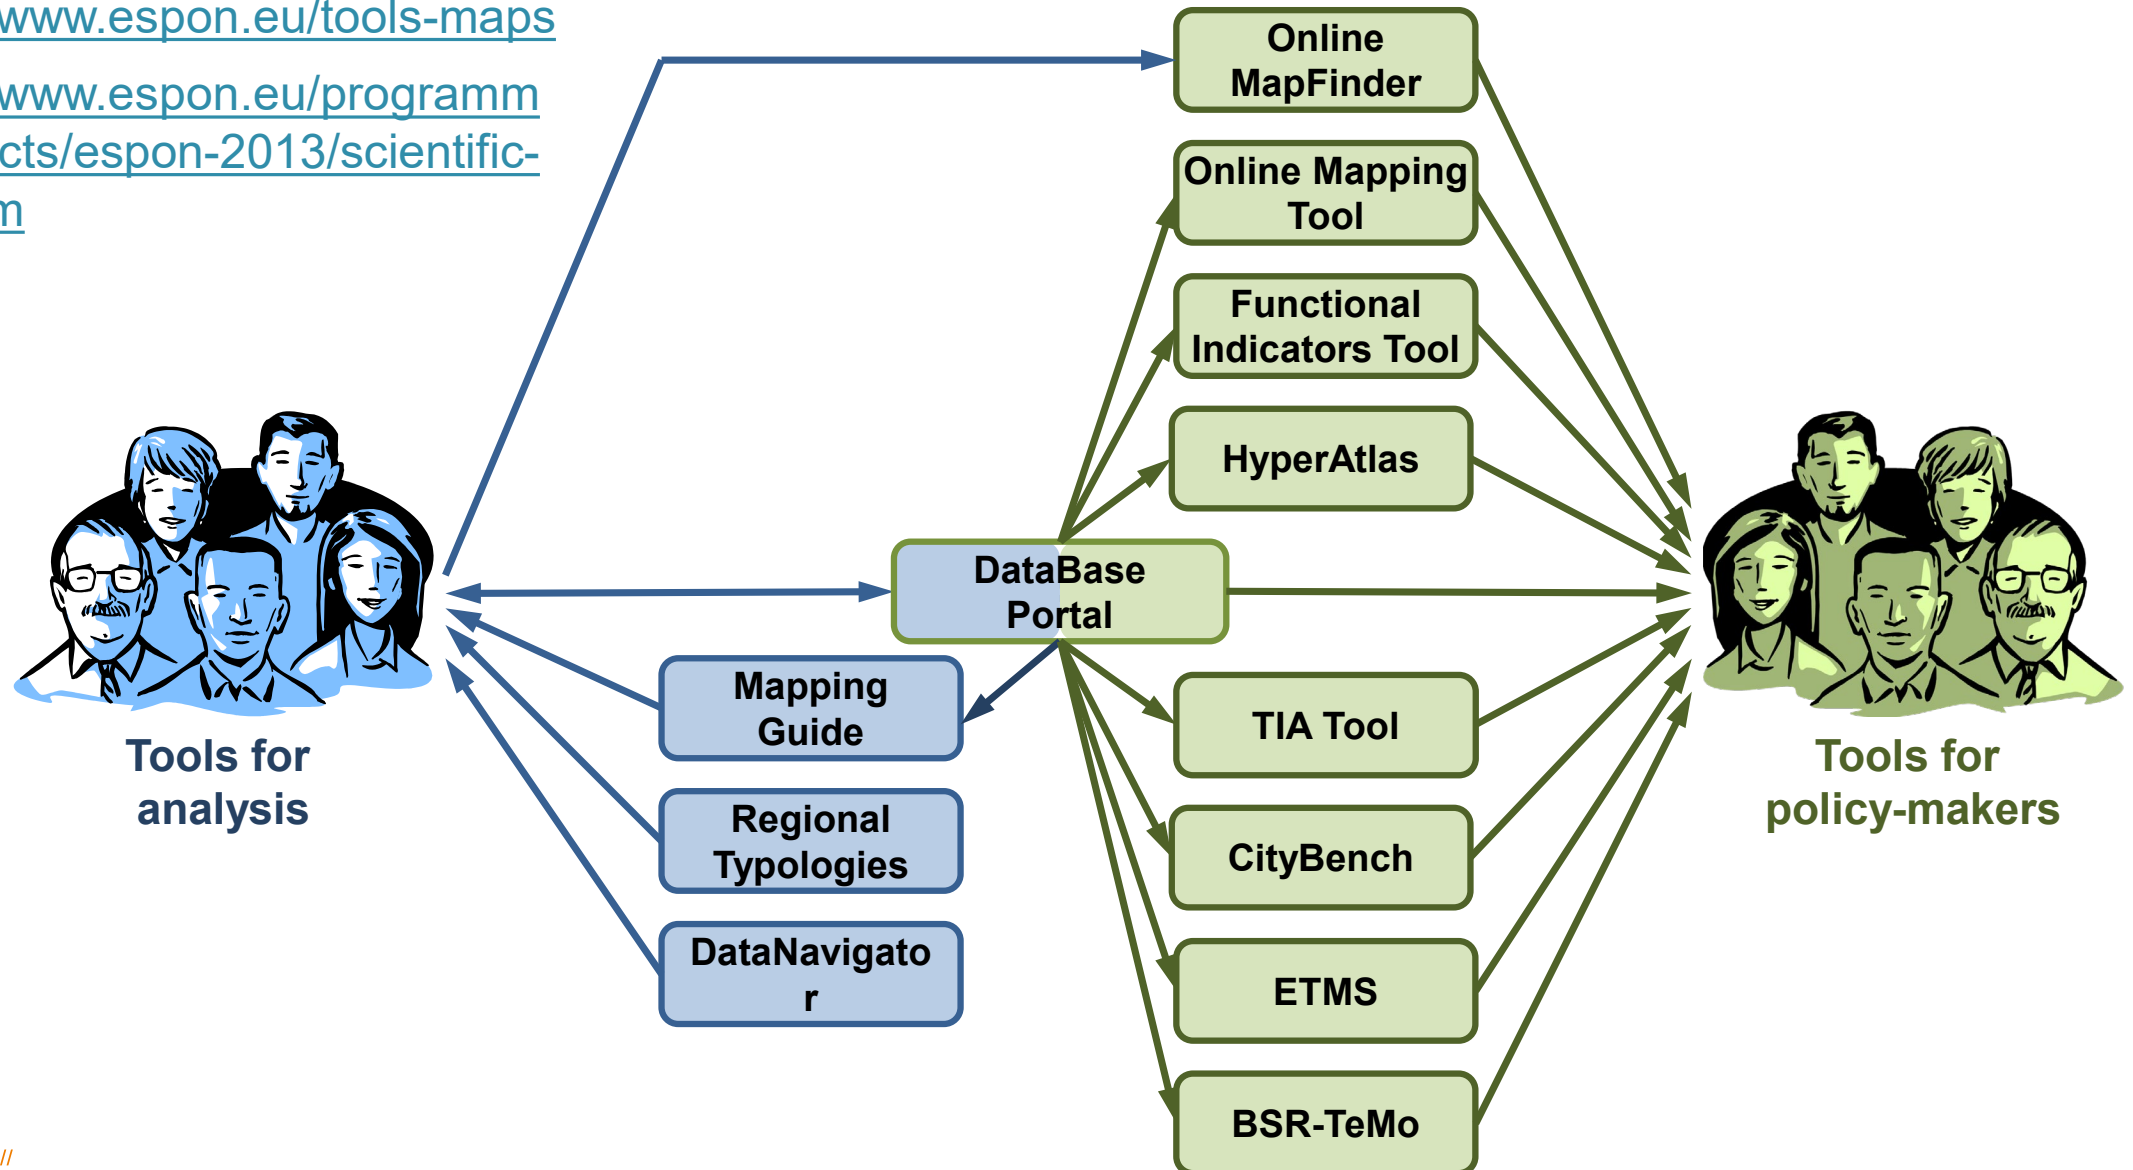 www.espon.eu/tools-maps
www.espon.eu/programm
cts/espon-2013/scientific-
m
Online
MapFinder
Online Mapping
Tool
Functional
Indicators Tool
HyperAtlas
DataBase
Portal
Mapping
Guide
Regional
Typologies
DataNavigato
r
TIA Tool
CityBench
ETMS
BSR-TeMo
Tools for
analysis
Tools for
policy-makers
//